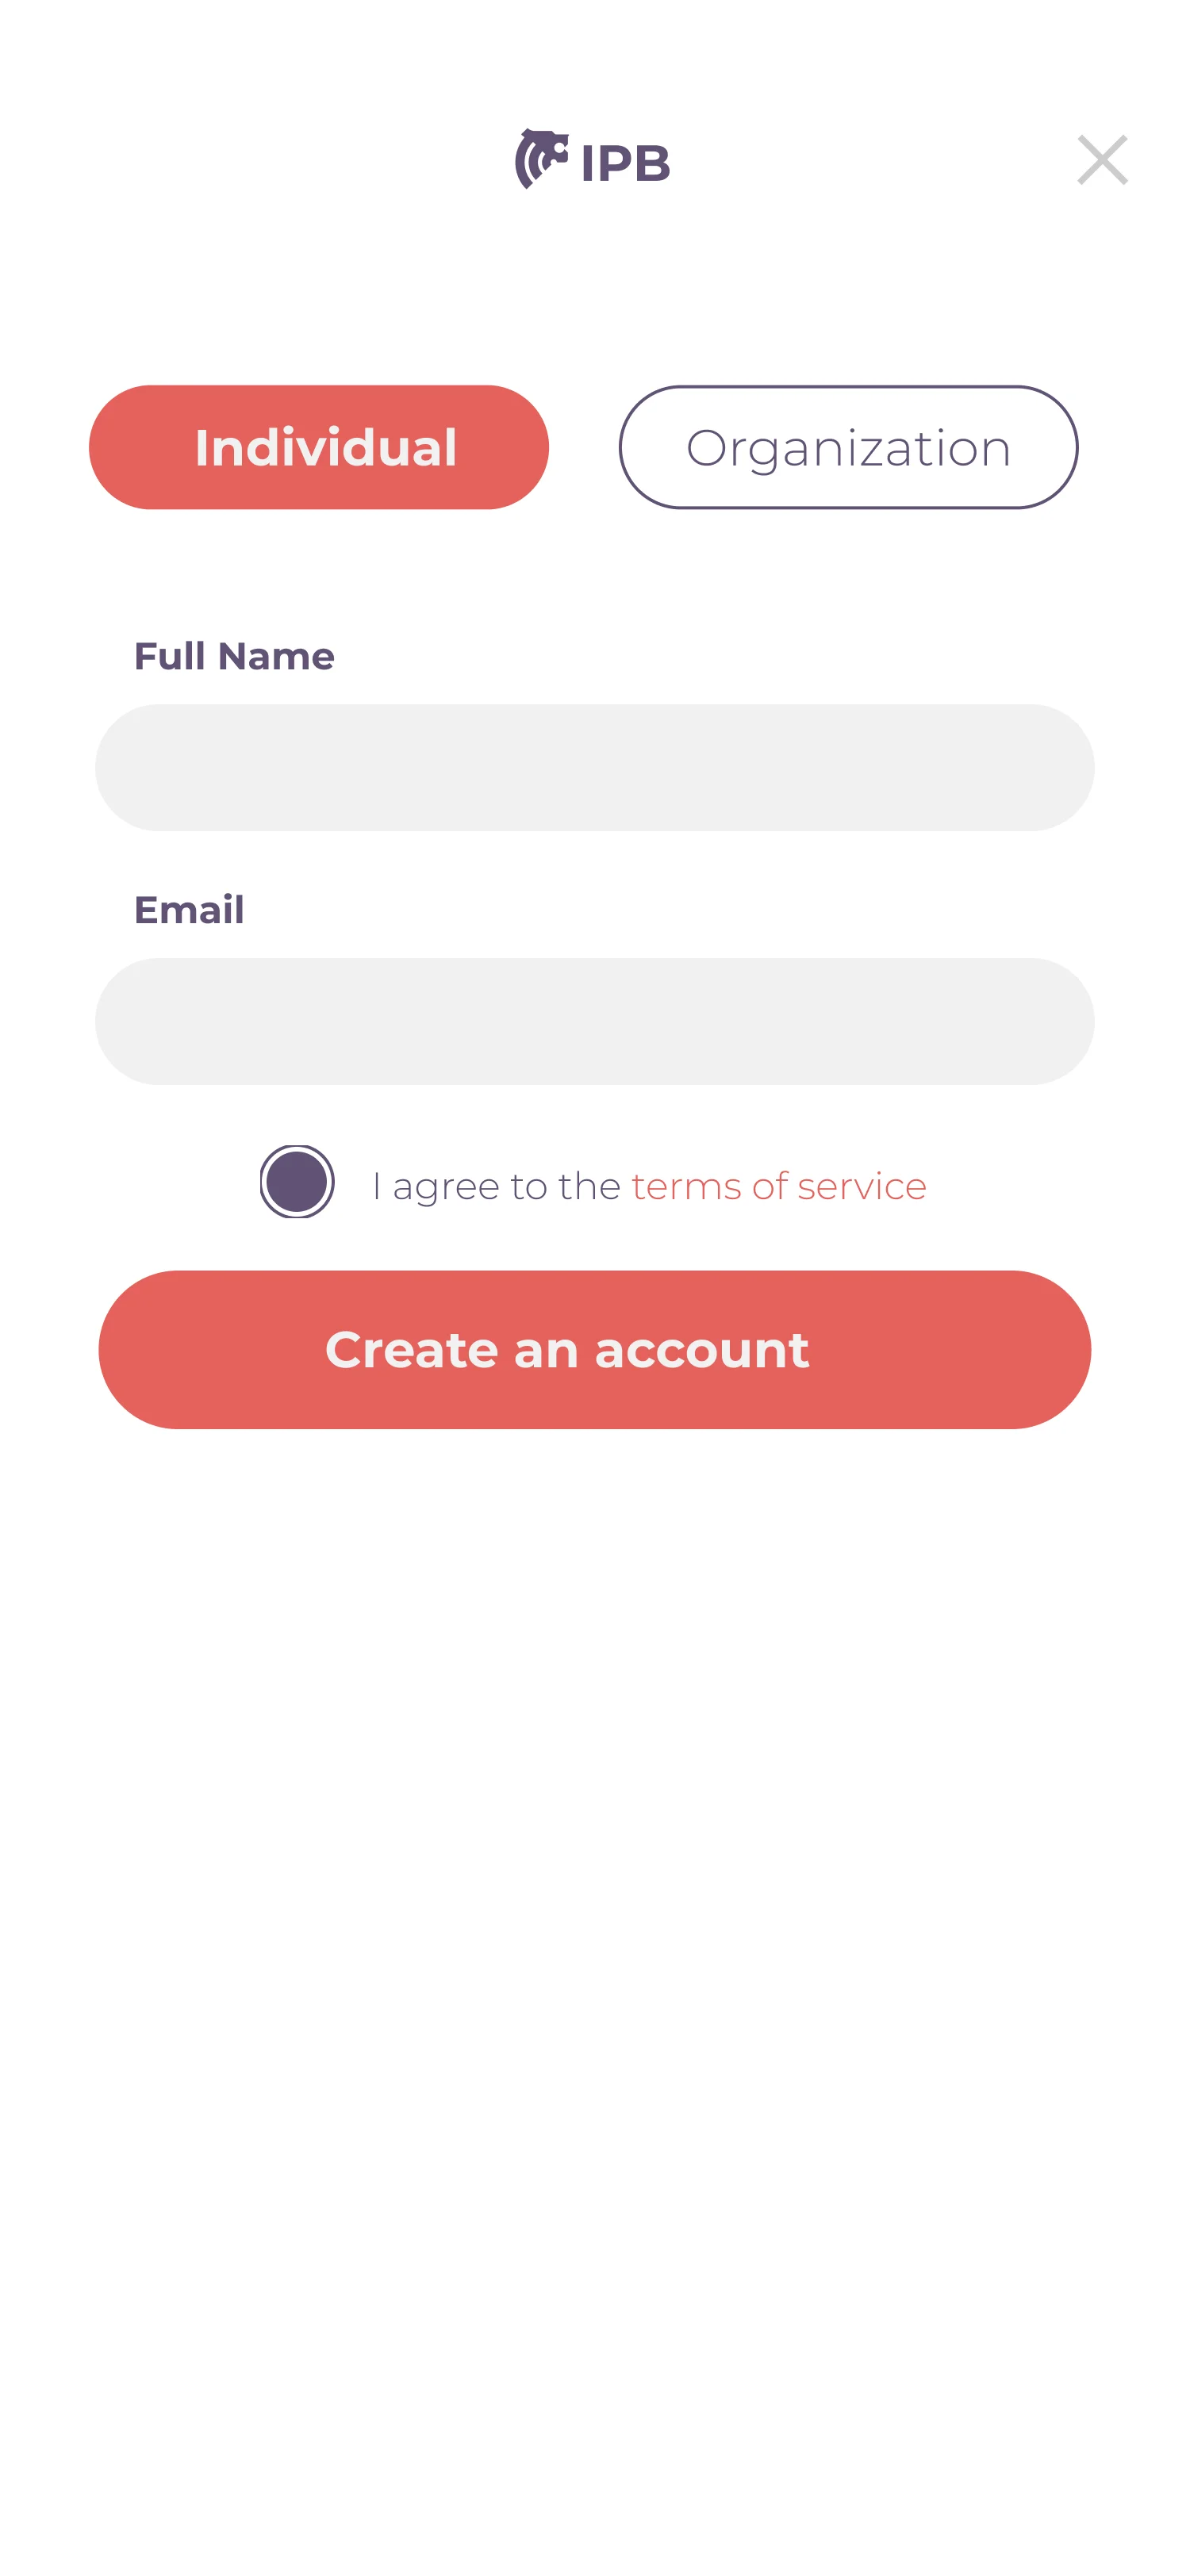 IPB
Individual
Organization
Full Name
Email
I agree to the terms of service
Create an account